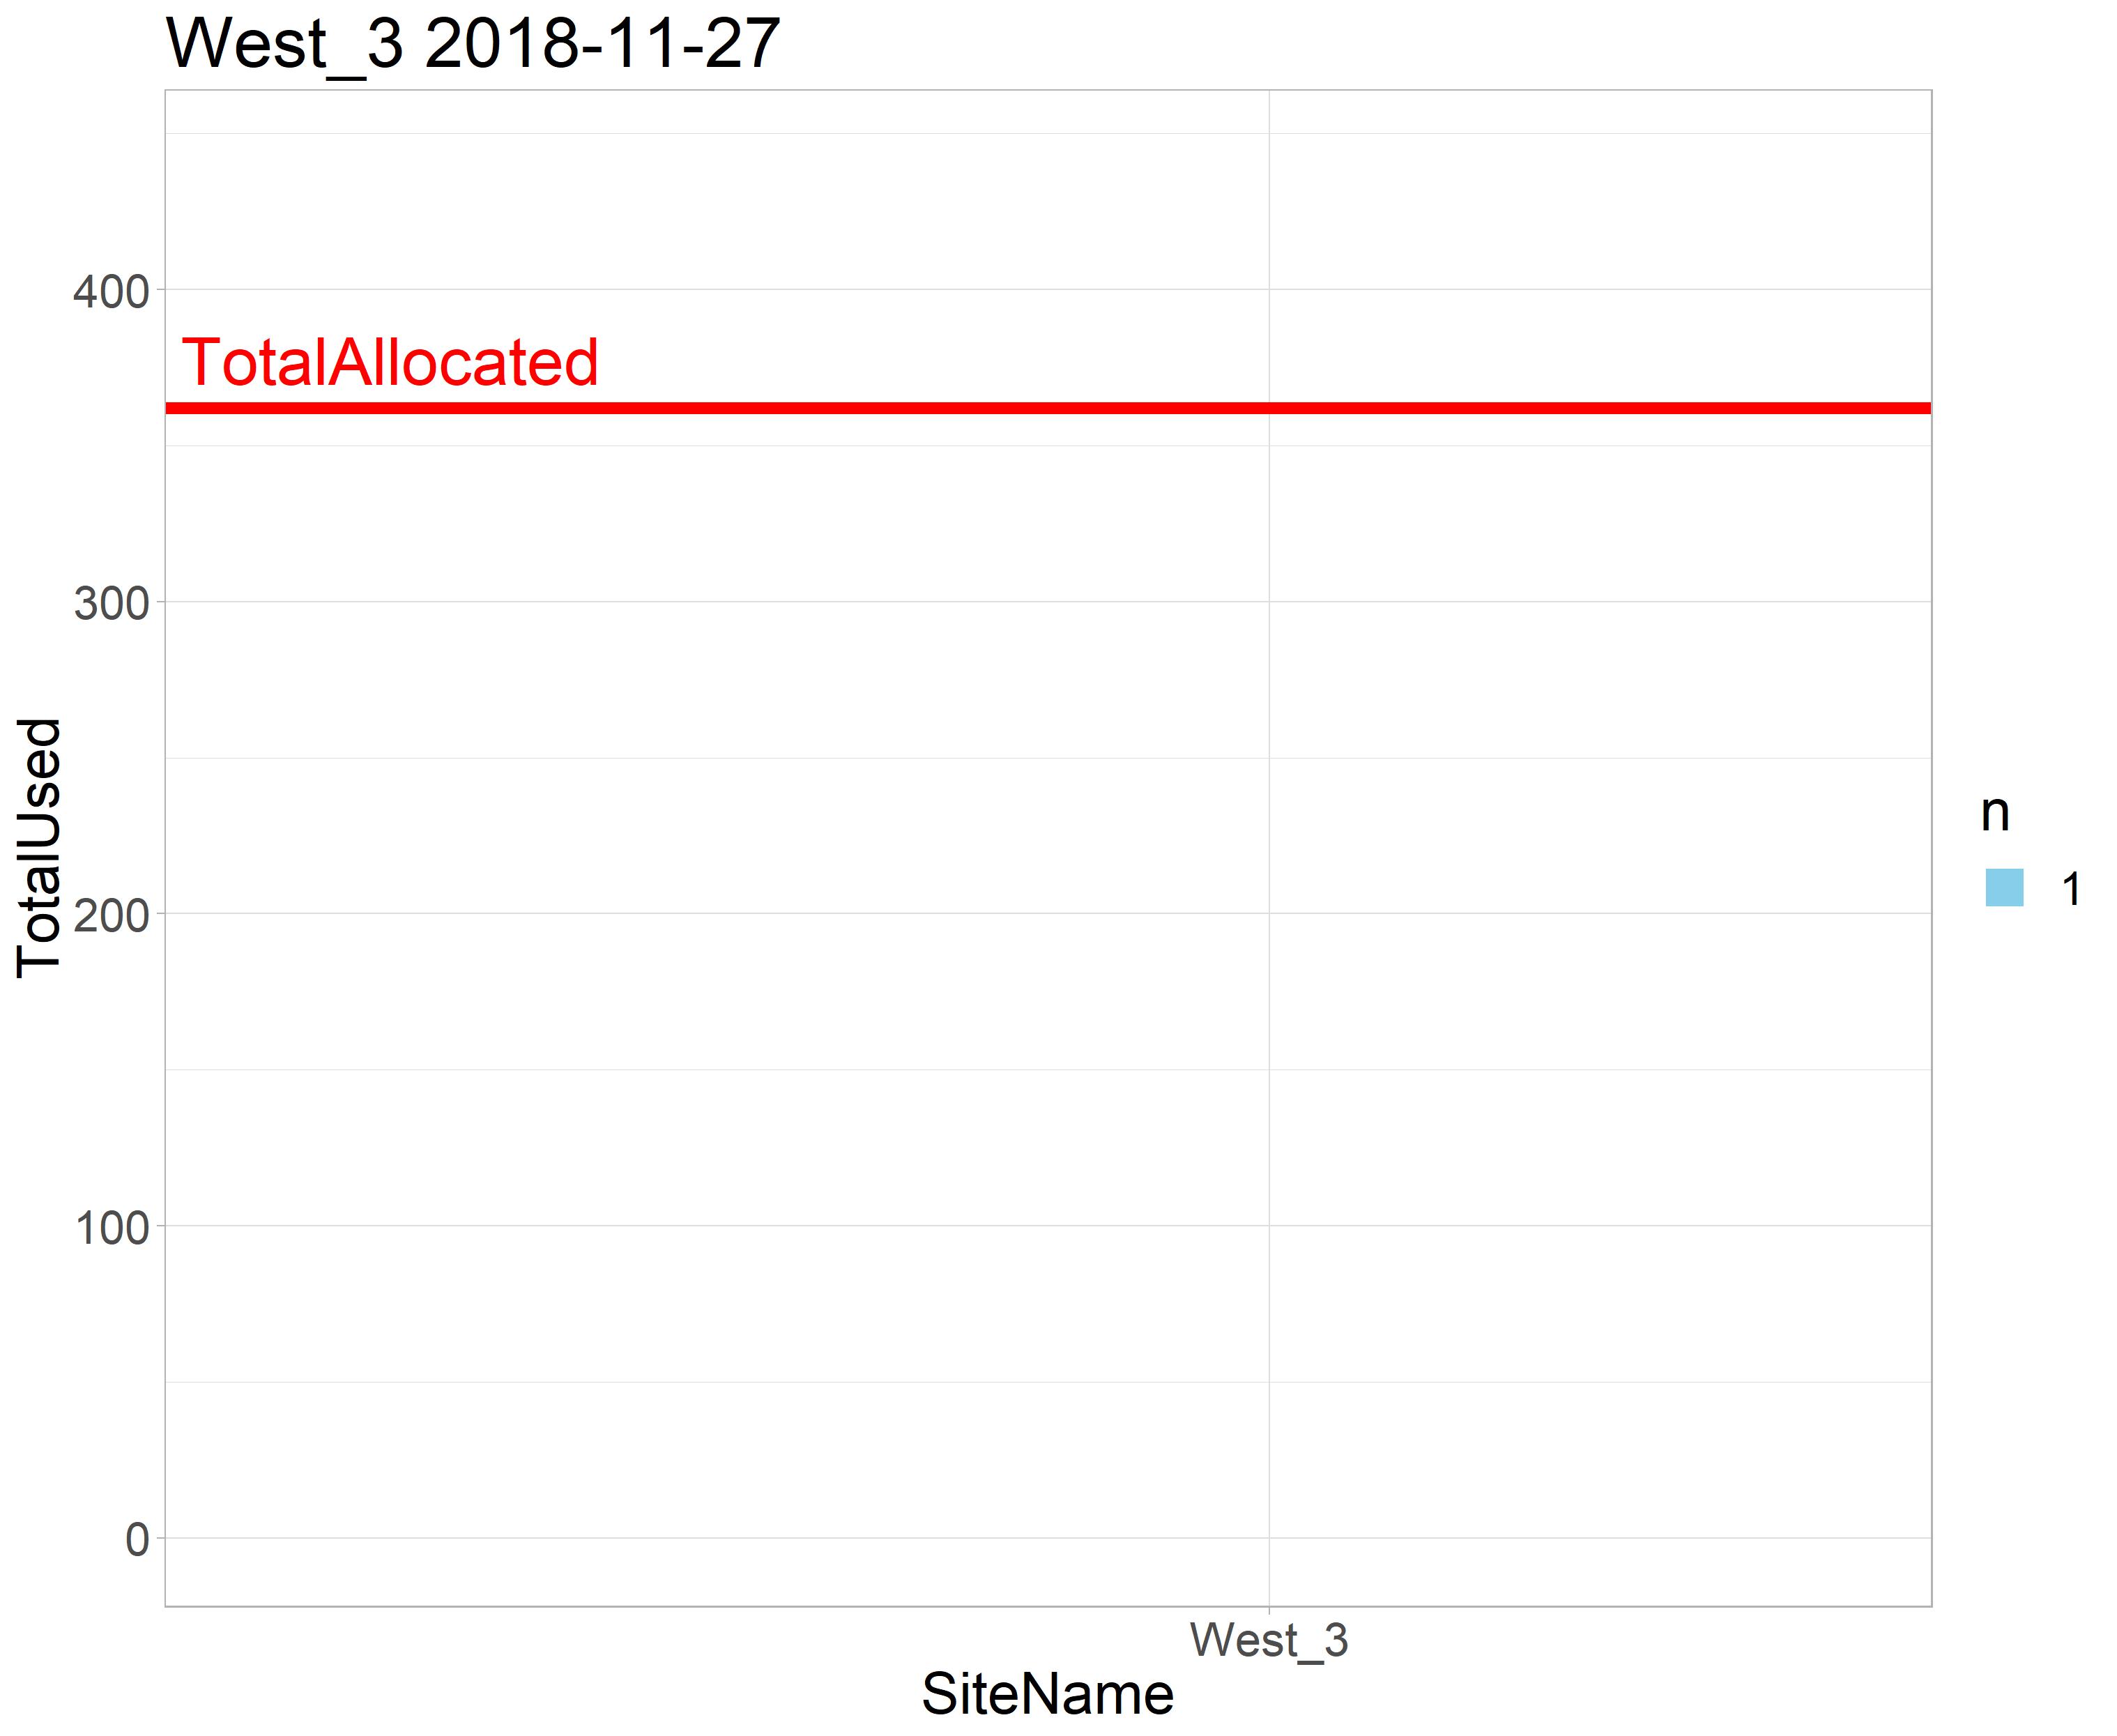 West_3 2018-11-27
400
TotalAllocated
300
TotalUsed
200
100
0
West_3
SiteName
n
1